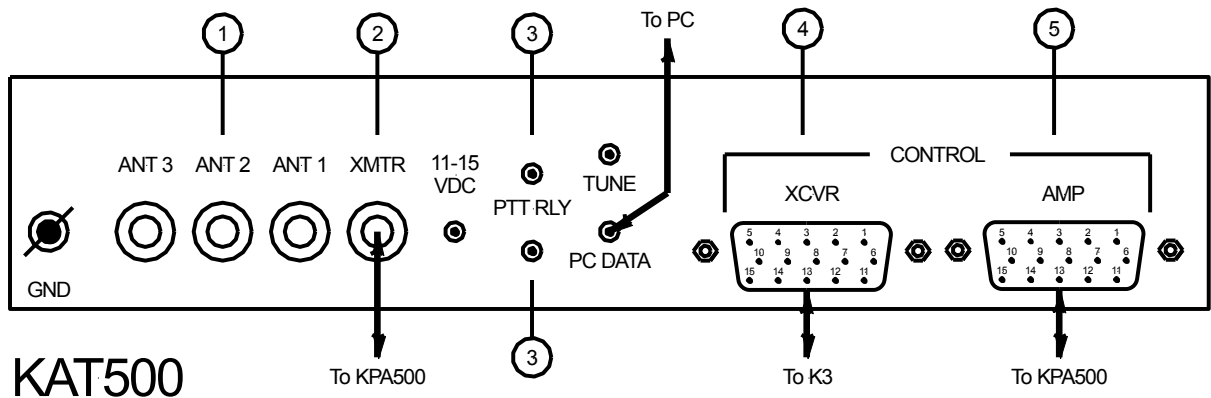 To PC
1
2
3
4
5
ANT 3
ANT 2
ANT 1
XMTR
11-15
VDC
PTT RLY
TUNE
PC DATA
CONTROL
XCVR
AMP
5 4 3 2 1
10 9 8 7 6
15 14 13 12 11
5 4 3 2 1
10 9 8 7 6
15 14 13 12 11
GND
3
KAT500
To KPA500
To K3
To KPA500